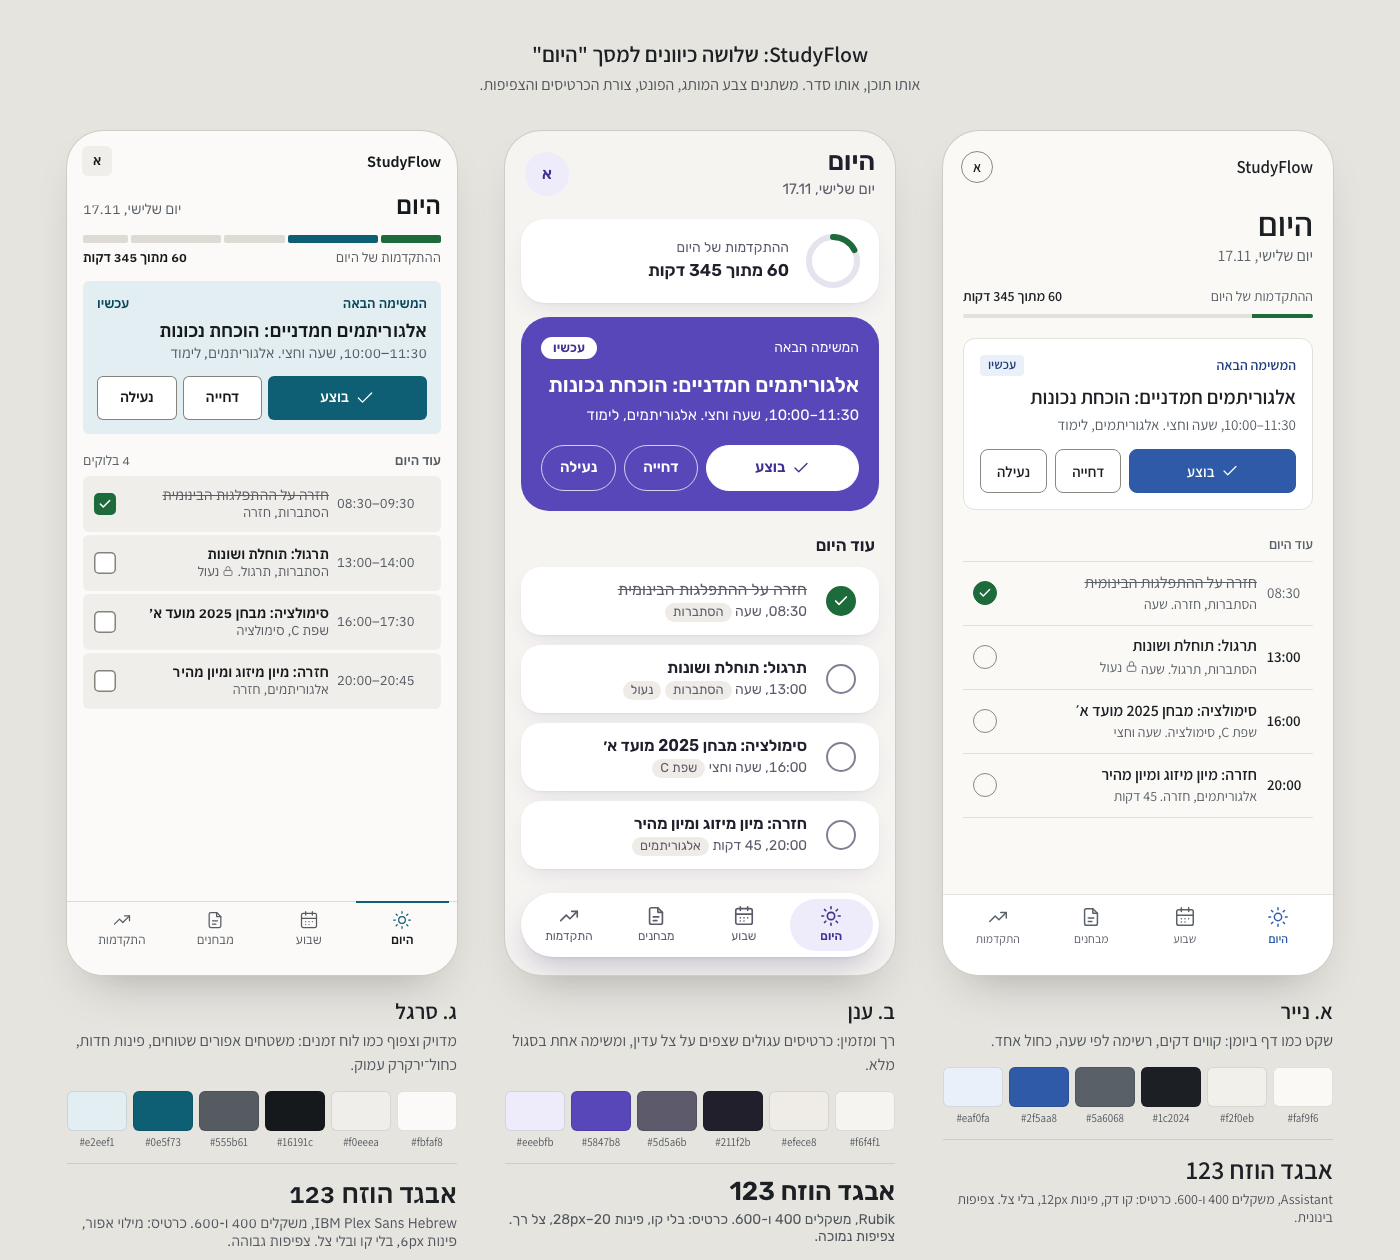 StudyFlow: שלושה כיוונים למסך "היום"
אותו תוכן, אותו סדר. משתנים צבע המותג, הפונט, צורת הכרטיסים והצפיפות.
StudyFlow
א
היום
יום שלישי, 17.11
ההתקדמות של היום
60 מתוך 345 דקות
המשימה הבאה
עכשיו
אלגוריתמים חמדניים: הוכחת נכונות
10:00–11:30, שעה וחצי. אלגוריתמים, לימוד
בוצע
דחייה
נעילה
עוד היום
08:30
חזרה על ההתפלגות הבינומית
הסתברות, חזרה. שעה
13:00
תרגול: תוחלת ושונות
הסתברות, תרגול. שעה נעול
16:00
סימולציה: מבחן 2025 מועד א׳
שפת C, סימולציה. שעה וחצי
20:00
חזרה: מיון מיזוג ומיון מהיר
אלגוריתמים, חזרה. 45 דקות
היום
שבוע
מבחנים
התקדמות
א. נייר
שקט כמו דף ביומן: קווים דקים, רשימה לפי שעה, כחול אחד.
#faf9f6
#f2f0eb
#1c2024
#5a6068
#2f5aa8
#eaf0fa
אבגד הוזח 123
Assistant, משקלים 400 ו-600. כרטיס: קו דק, פינות 12px, בלי צל. צפיפות
בינונית.
היום
א
יום שלישי, 17.11
ההתקדמות של היום
60 מתוך 345 דקות
המשימה הבאה
עכשיו
אלגוריתמים חמדניים: הוכחת נכונות
10:00–11:30, שעה וחצי. אלגוריתמים, לימוד
בוצע
דחייה
נעילה
עוד היום
חזרה על ההתפלגות הבינומית
08:30, שעה הסתברות
תרגול: תוחלת ושונות
13:00, שעה הסתברות נעול
סימולציה: מבחן 2025 מועד א׳
16:00, שעה וחצי שפת C
חזרה: מיון מיזוג ומיון מהיר
20:00, 45 דקות אלגוריתמים
היום
שבוע
מבחנים
התקדמות
ב. ענן
רך ומזמין: כרטיסים עגולים שצפים על צל עדין, ומשימה אחת בסגול
מלא.
#f6f4f1
#efece8
#211f2b
#5d5a6b
#5847b8
#eeebfb
אבגד הוזח 123
Rubik, משקלים 400 ו-600. כרטיס: בלי קו, פינות 20–28px, צל רך.
צפיפות נמוכה.
StudyFlow
א
היום
יום שלישי, 17.11
ההתקדמות של היום
60 מתוך 345 דקות
המשימה הבאה
עכשיו
אלגוריתמים חמדניים: הוכחת נכונות
10:00–11:30, שעה וחצי. אלגוריתמים, לימוד
בוצע
דחייה
נעילה
עוד היום
4 בלוקים
08:30–09:30
חזרה על ההתפלגות הבינומית
הסתברות, חזרה
13:00–14:00
תרגול: תוחלת ושונות
הסתברות, תרגול. נעול
16:00–17:30
סימולציה: מבחן 2025 מועד א׳
שפת C, סימולציה
20:00–20:45
חזרה: מיון מיזוג ומיון מהיר
אלגוריתמים, חזרה
היום
שבוע
מבחנים
התקדמות
ג. סרגל
מדויק וצפוף כמו לוח זמנים: משטחים אפורים שטוחים, פינות חדות,
כחול־ירקרק עמוק.
#fbfaf8
#f0eeea
#16191c
#555b61
#0e5f73
#e2eef1
אבגד הוזח 123
IBM Plex Sans Hebrew, משקלים 400 ו-600. כרטיס: מילוי אפור,
פינות 6px, בלי קו ובלי צל. צפיפות גבוהה.